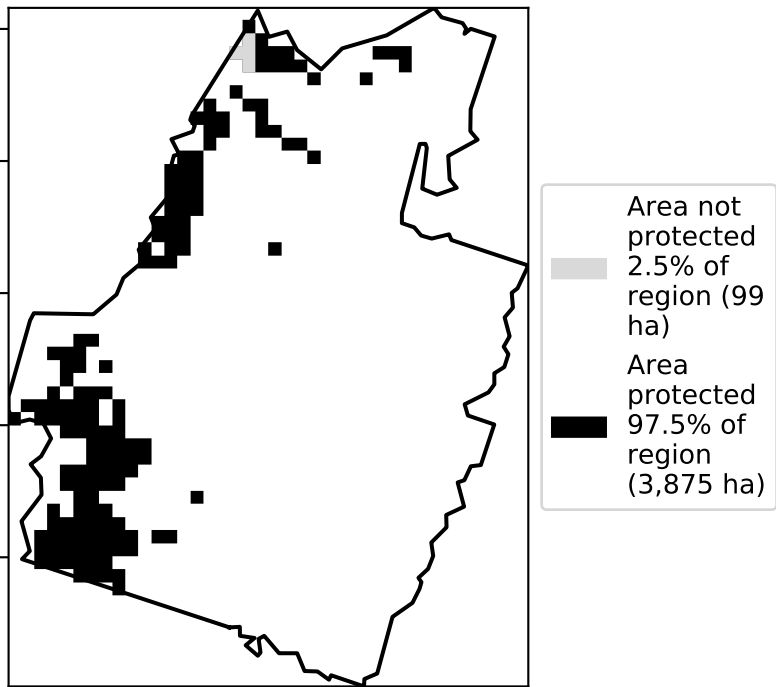 Area not
protected
2.5% of
region (99
ha)
Area
protected
97.5% of
region
(3,875 ha)